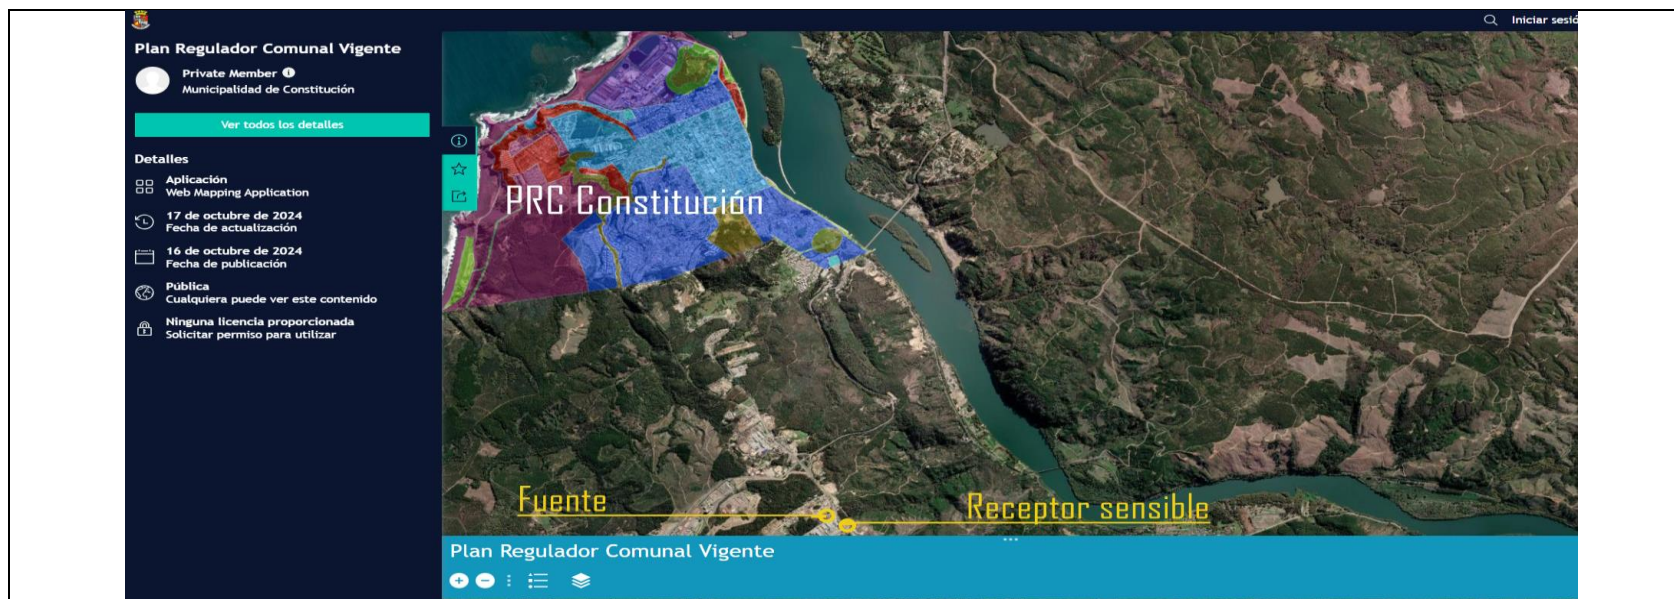 Iniciar sesió
Plan Regulador Comunal Vigente
Private Member
Municipalidad de Constitución
Ver todos los detalles
Detalles
Aplicación
Web Mapping Application
17 de octubre de 2024
Fecha de actualización
16 de octubre de 2024
Fecha de publicación
Pública
Cualquiera puede ver este contenido
Ninguna licencia proporcionada
Solicitar permiso para utilizar
PRC Constitución
Fuente
Receptor sensible
Plan Regulador Comunal Vigente